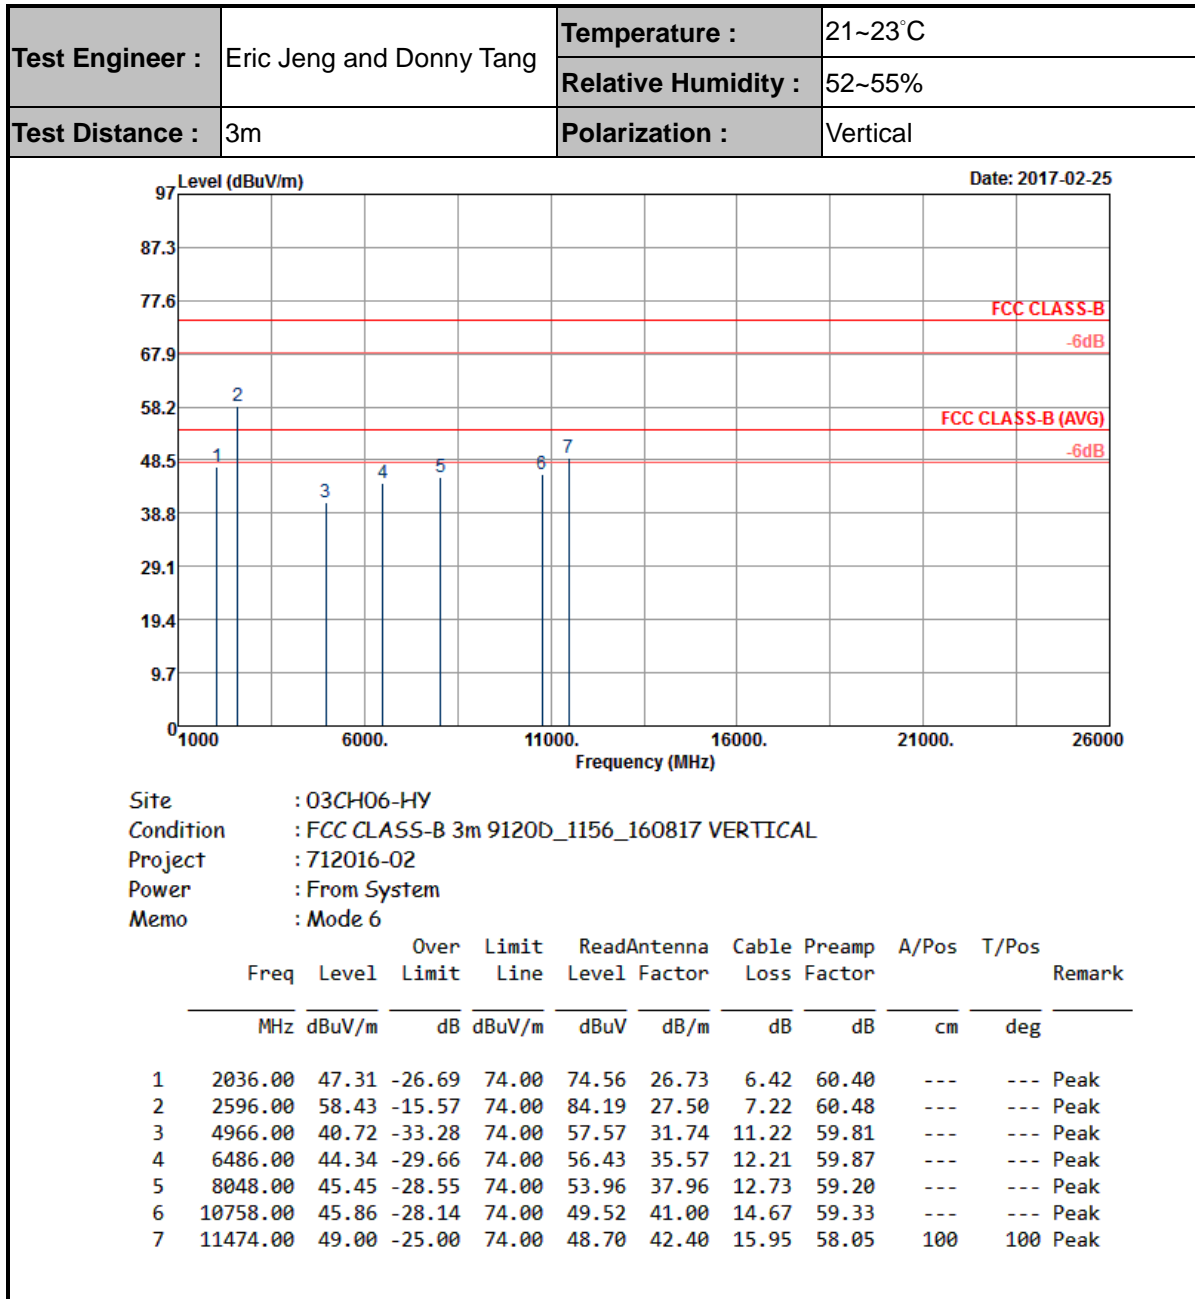 Test Engineer : Eric Jeng and Donny Tang Temperature : 21~23°C
Relative Humidity : 52~55%
Test Distance : 3m Polarization : Vertical
Level (dBuV/m) Date: 2017-02-25
97
87.3
77.6
FCC CLASS-B
-6dB
67.9
2
58.2
FCC CLASS-B (AVG)
-6dB
48.5
1 3 4 5 6 7
38.8
29.1
19.4
9.7
0
1000 6000. 11000. 16000. 21000. 26000
Frequency (MHz)
Site : 03CH06-HY
Condition : FCC CLASS-B 3m 9120D_1156_160817 VERTICAL
Project : 712016-02
Power : From System
Memo : Mode 6
Over Limit ReadAntenna Cable Preamp A/Pos T/Pos
Freq Level Limit Line Level Factor Loss Factor Remark
MHz dBuV/m dB dBuV/m dBuV dB/m dB dB cm deg
1 2036.00 47.31 -26.69 74.00 74.56 26.73 6.42 60.40 --- --- Peak
2 2596.00 58.43 -15.57 74.00 84.19 27.50 7.22 60.48 --- --- Peak
3 4966.00 40.72 -33.28 74.00 57.57 31.74 11.22 59.81 --- --- Peak
4 6486.00 44.34 -29.66 74.00 56.43 35.57 12.21 59.87 --- --- Peak
5 8048.00 45.45 -28.55 74.00 53.96 37.96 12.73 59.20 --- --- Peak
6 10758.00 45.86 -28.14 74.00 49.52 41.00 14.67 59.33 --- --- Peak
7 11474.00 49.00 -25.00 74.00 48.70 42.40 15.95 58.05 100 100 Peak